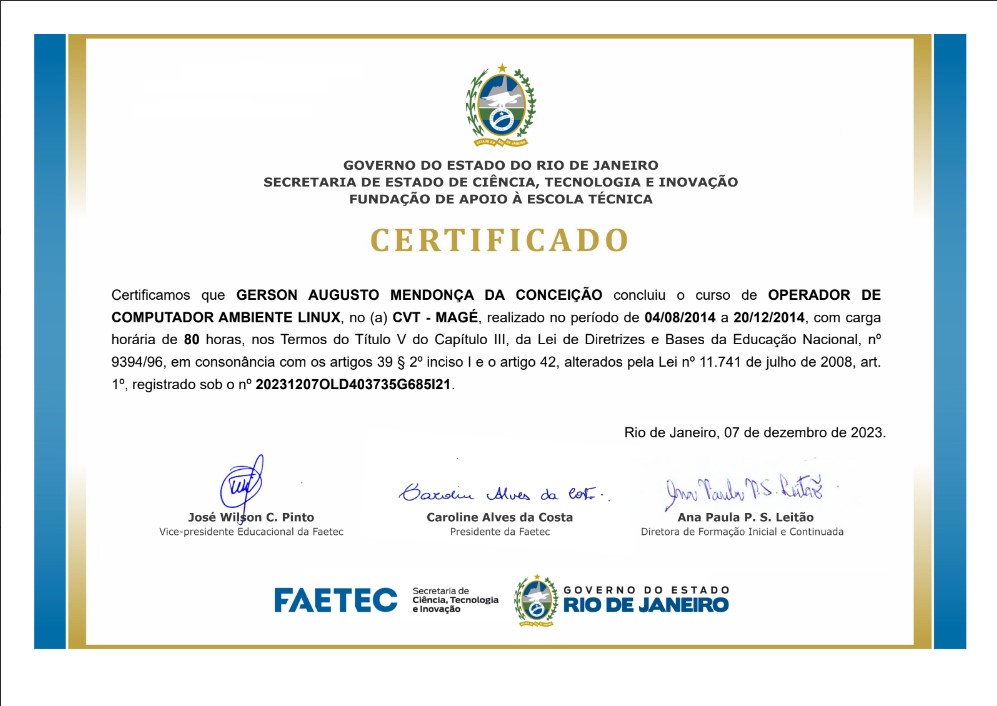 GOVERNO DO ESTADO DO RIO DE JANEIRO
SECRETARIA DE ESTADO DE CIÊNCIA, TECNOLOGIA E INOVAÇÃO
FUNDAÇÃO DE APOIO À ESCOLA TÉCNICA
CERTIFICADO
Certificamos que GERSON AUGUSTO MENDONÇA DA CONCEIÇÃO concluiu o curso de OPERADOR DE
COMPUTADOR AMBIENTE LINUX, no (a) CVT - MAGÉ, realizado no período de 04/08/2014 a 20/12/2014, com carga
horária de 80 horas, nos Termos do Título V do Capítulo III, da Lei de Diretrizes e Bases da Educação Nacional, nº
9394/96, em consonância com os artigos 39 § 2º inciso I e o artigo 42, alterados pela Lei nº 11.741 de julho de 2008, art.
1º, registrado sob o nº 20231207OLD403735G685I21.
Rio de Janeiro, 07 de dezembro de 2023.
Carolin Alves da Cost
Ana Paula P. S. Leitão
José Wilson C. Pinto
Caroline Alves da Costa
Ana Paula P. S. Leitão
Vice-presidente Educacional da Faetec
Presidente da Faetec
Diretora de Formação Inicial e Continuada
FAETEC
Secretaria de
Ciência, Tecnologia
e Inovação
GOVERNO DO ESTADO
RIO DE JANEIRO